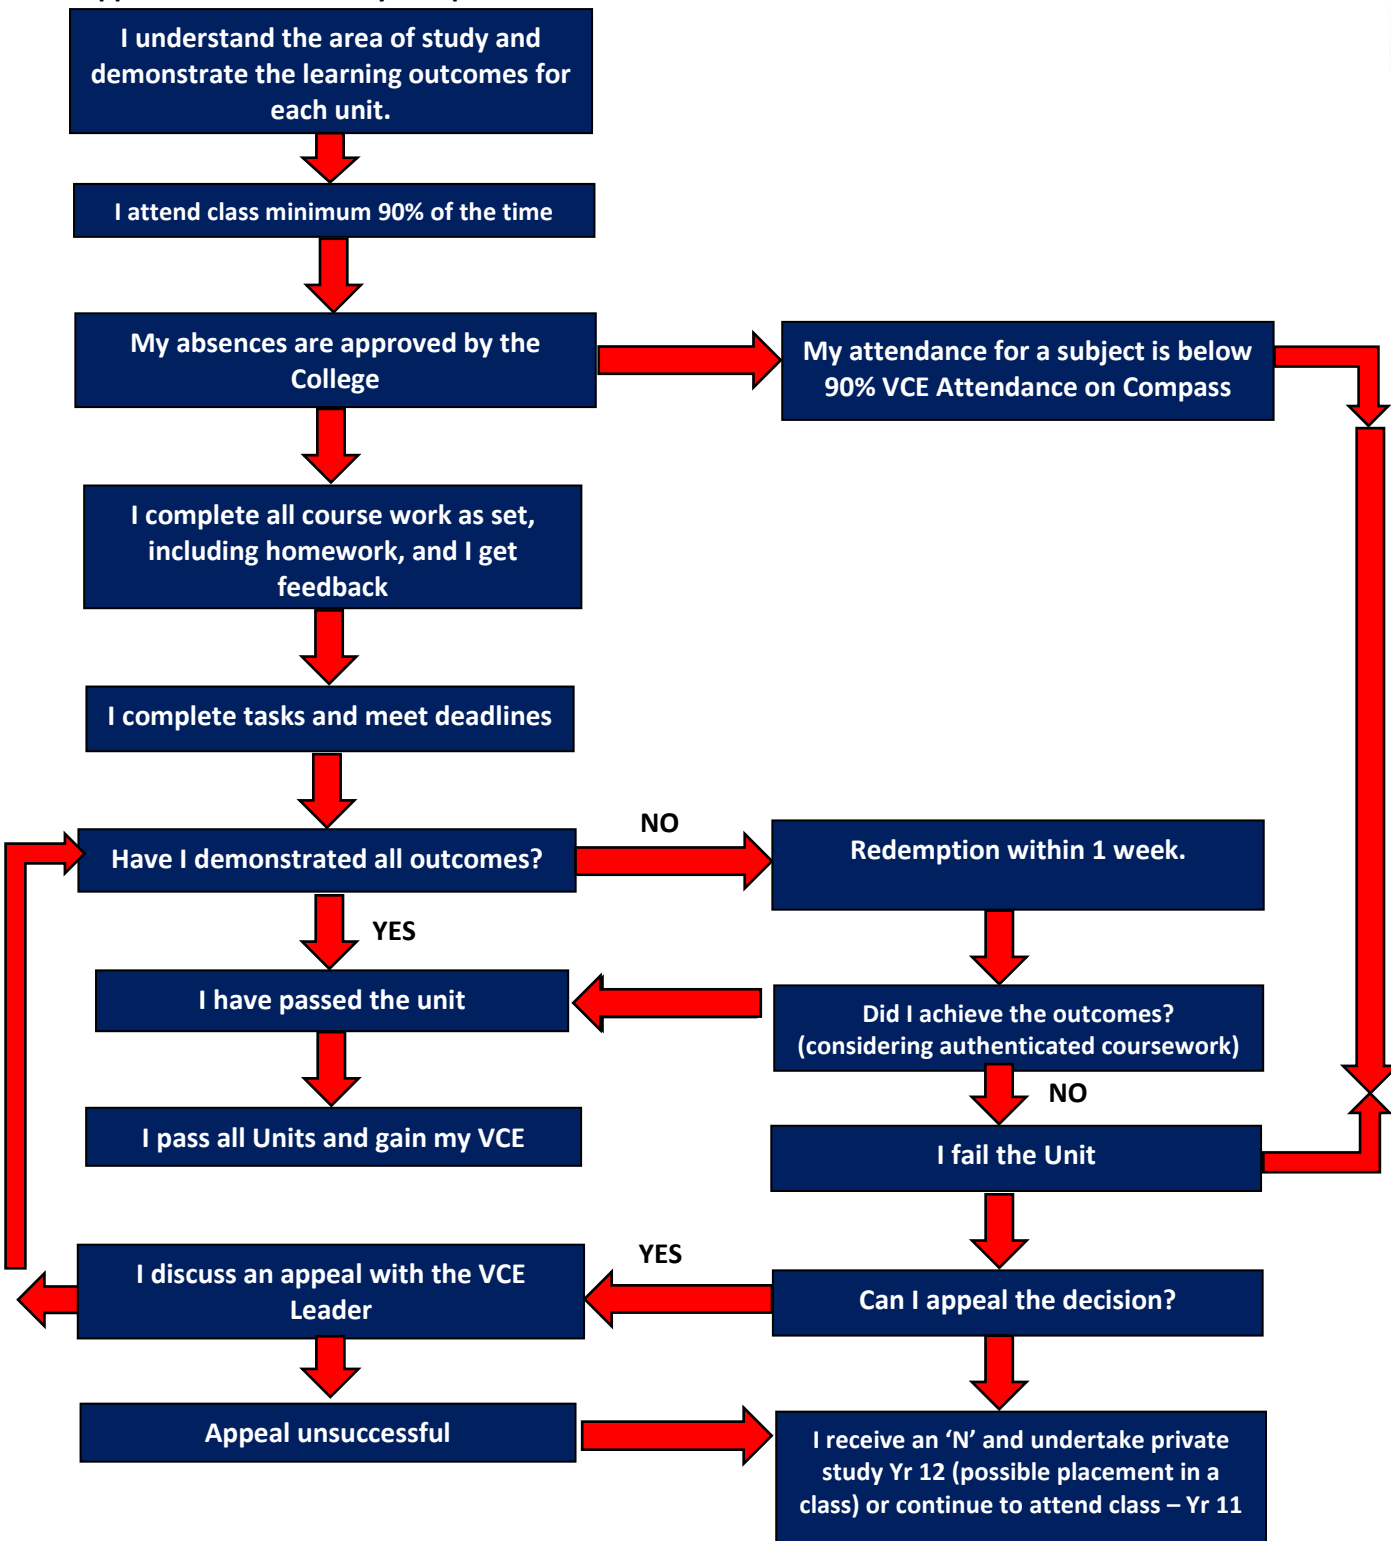 I understand the area of study and
demonstrate the learning outcomes for
each unit.
I attend class minimum 90% of the time
My absences are approved by the
College
My attendance for a subject is below
90% VCE Attendance on Compass
I complete all course work as set,
including homework, and I get
feedback
I complete tasks and meet deadlines
Have I demonstrated all outcomes?
NO
Redemption within 1 week.
YES
I have passed the unit
Did I achieve the outcomes?
(considering authenticated coursework)
NO
I pass all Units and gain my VCE
I fail the Unit
YES
I discuss an appeal with the VCE
Leader
Can I appeal the decision?
Appeal unsuccessful
I receive an ‘N’ and undertake private
study Yr 12 (possible placement in a
class) or continue to attend class – Yr 11